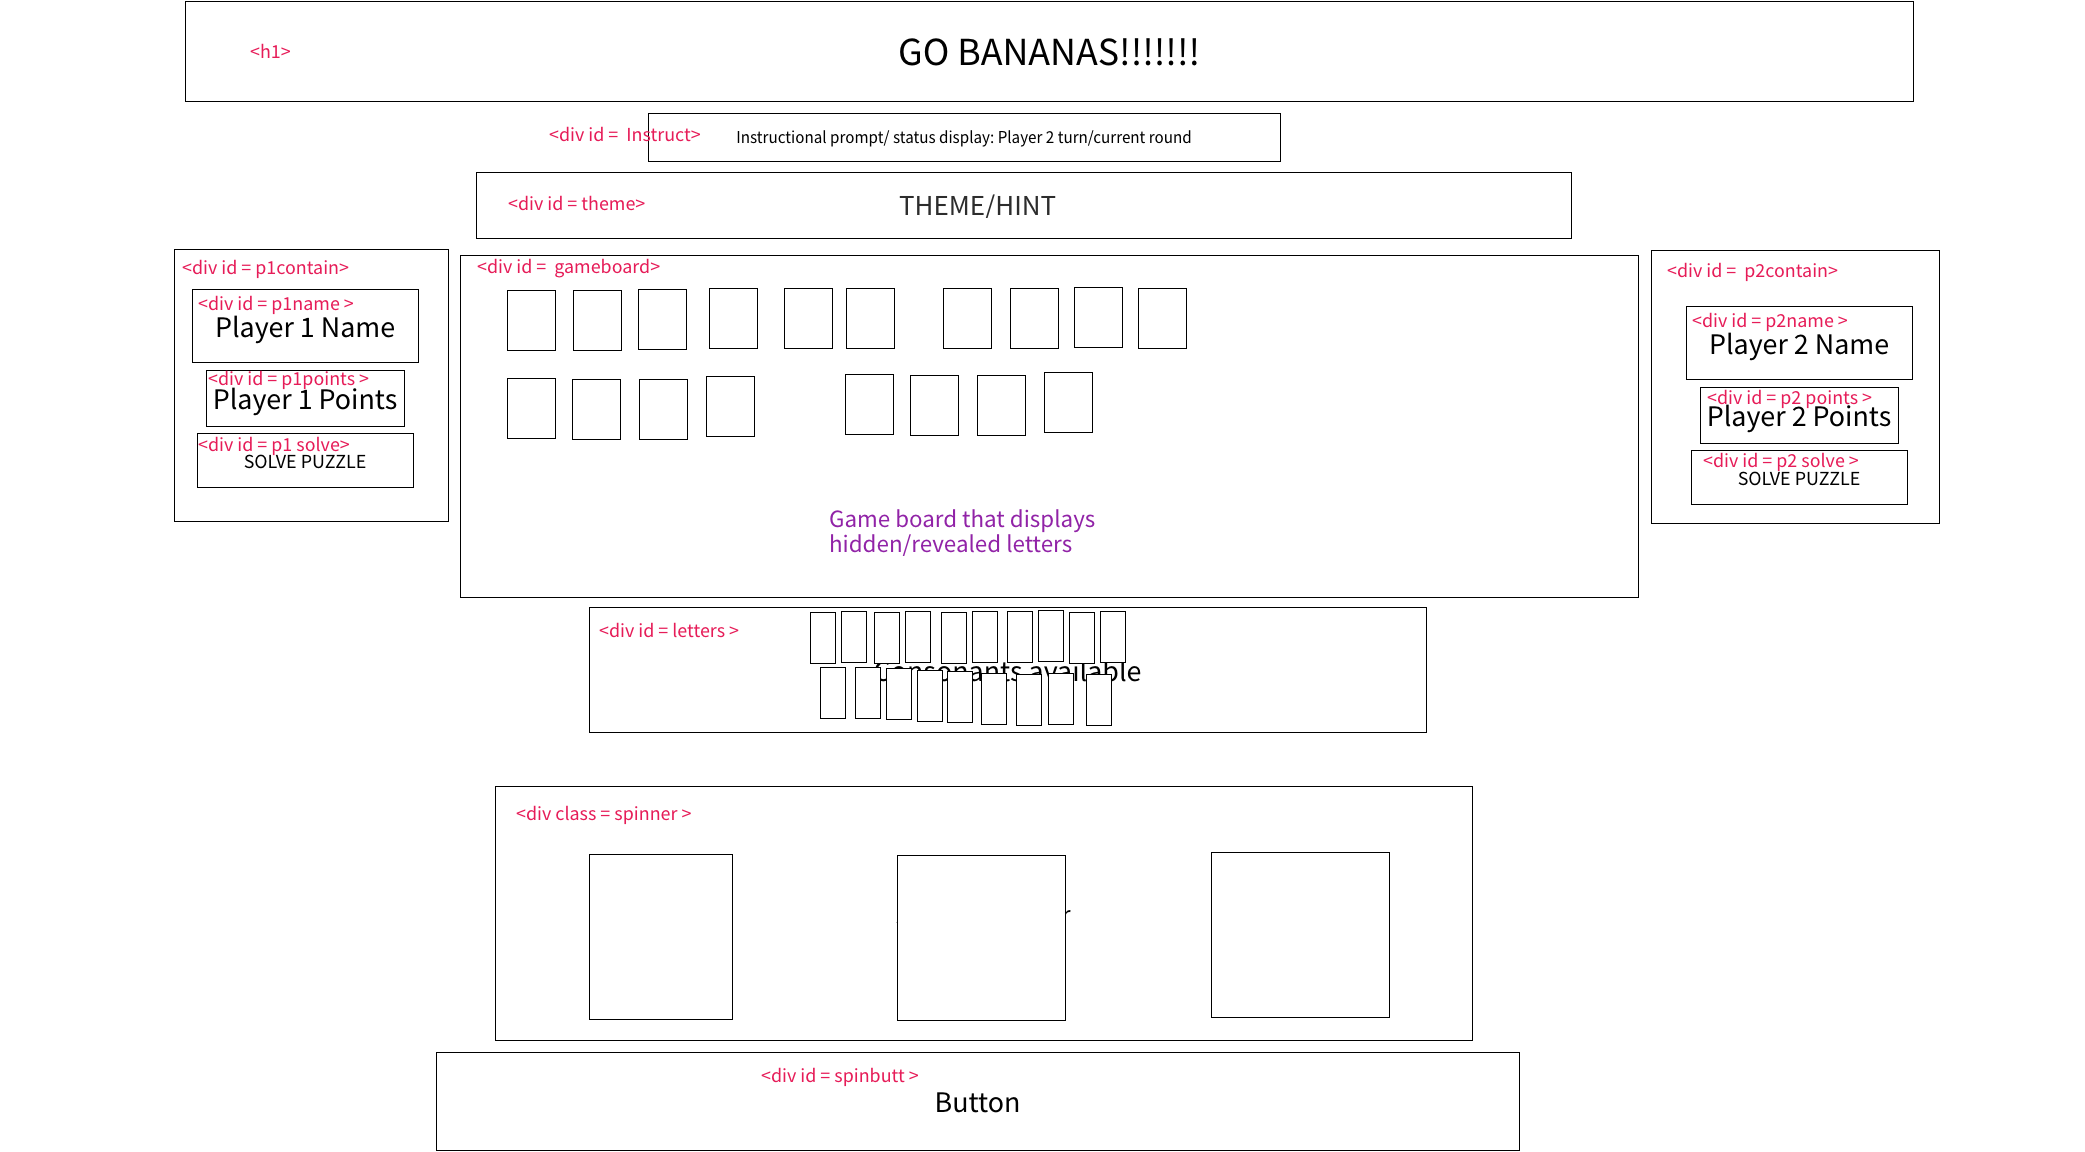 <h1>
GO BANANAS!!!!!!!
<div id =  Instruct>
Instructional prompt/ status display: Player 2 turn/current round
<div id = theme>
THEME/HINT
<div id = p1contain>
<div id = p1name >
Player 1 Name
<div id = p1points >
Player 1 Points
<div id = p1 solve>
SOLVE PUZZLE
<div id =  gameboard>
Game board that displays
hidden/revealed letters
<div id =  p2contain>
<div id = p2name >
Player 2 Name
<div id = p2 points >
Player 2 Points
<div id = p2 solve >
SOLVE PUZZLE
<div id = letters >
Consonants available
<div class = spinner >
<div id = spinbutt >
Button